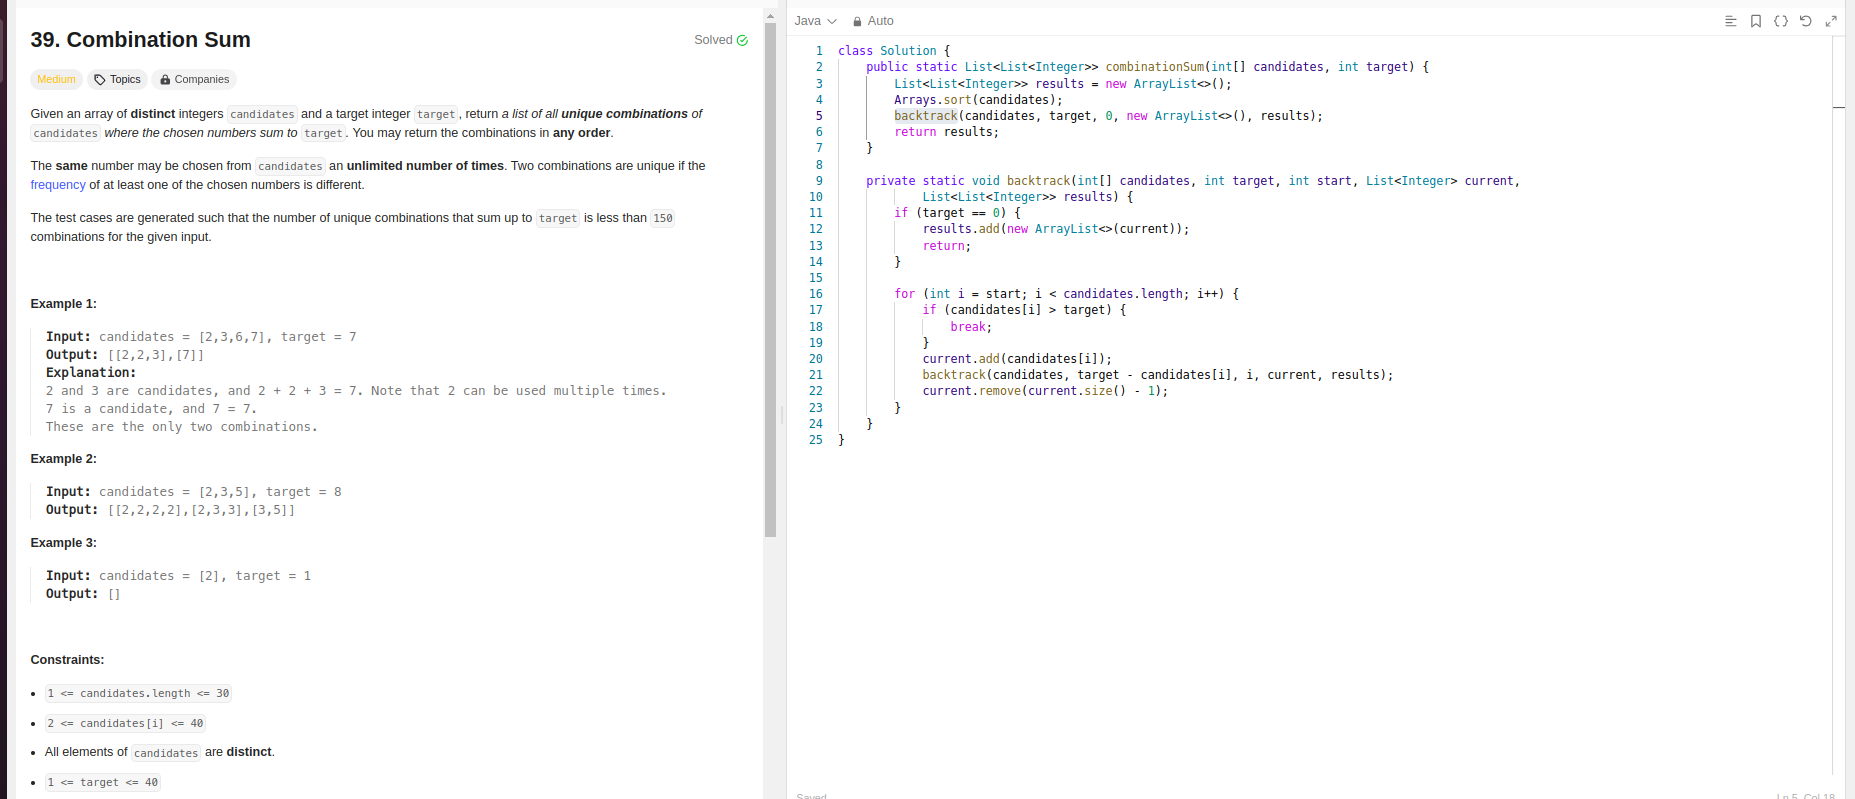 39. Combination Sum
Solved
Medium
Topics
Companies
Given an array of distinct integers candidates and a target integer target, return a list of all unique combinations of
candidates where the chosen numbers sum to target. You may return the combinations in any order.
The same number may be chosen from candidates an unlimited number of times. Two combinations are unique if the
frequency of at least one of the chosen numbers is different.
The test cases are generated such that the number of unique combinations that sum up to target is less than 150
combinations for the given input.
Example 1:
Input: candidates = [2,3,6,7], target = 7
Output: [[2,2,3],[7]]
Explanation:
2 and 3 are candidates, and 2 + 2 + 3 = 7. Note that 2 can be used multiple times.
7 is a candidate, and 7 = 7.
These are the only two combinations.
Example 2:
Input: candidates = [2,3,5], target = 8
Output: [[2,2,2,2],[2,3,3],[3,5]]
Example 3:
Input: candidates = [2], target = 1
Output: []
Constraints:
• 1 <= candidates.length <= 30
• 2 <= candidates[i] <= 40
• All elements of candidates are distinct.
• 1 <= target <= 40
Java
Auto
1 class Solution {
2     public static List<List<Integer>> combinationSum(int[] candidates, int target) {
3         List<List<Integer>> results = new ArrayList<>();
4         Arrays.sort(candidates);
5         backtrack(candidates, target, 0, new ArrayList<>(), results);
6         return results;
7     }
8
9     private static void backtrack(int[] candidates, int target, int start, List<Integer> current,
10             List<List<Integer>> results) {
11         if (target == 0) {
12             results.add(new ArrayList<>(current));
13             return;
14         }
15
16         for (int i = start; i < candidates.length; i++) {
17             if (candidates[i] > target) {
18                 break;
19             }
20             current.add(candidates[i]);
21             backtrack(candidates, target - candidates[i], i, current, results);
22             current.remove(current.size() - 1);
23         }
24     }
25 }
Saved
Ln 5, Col 18